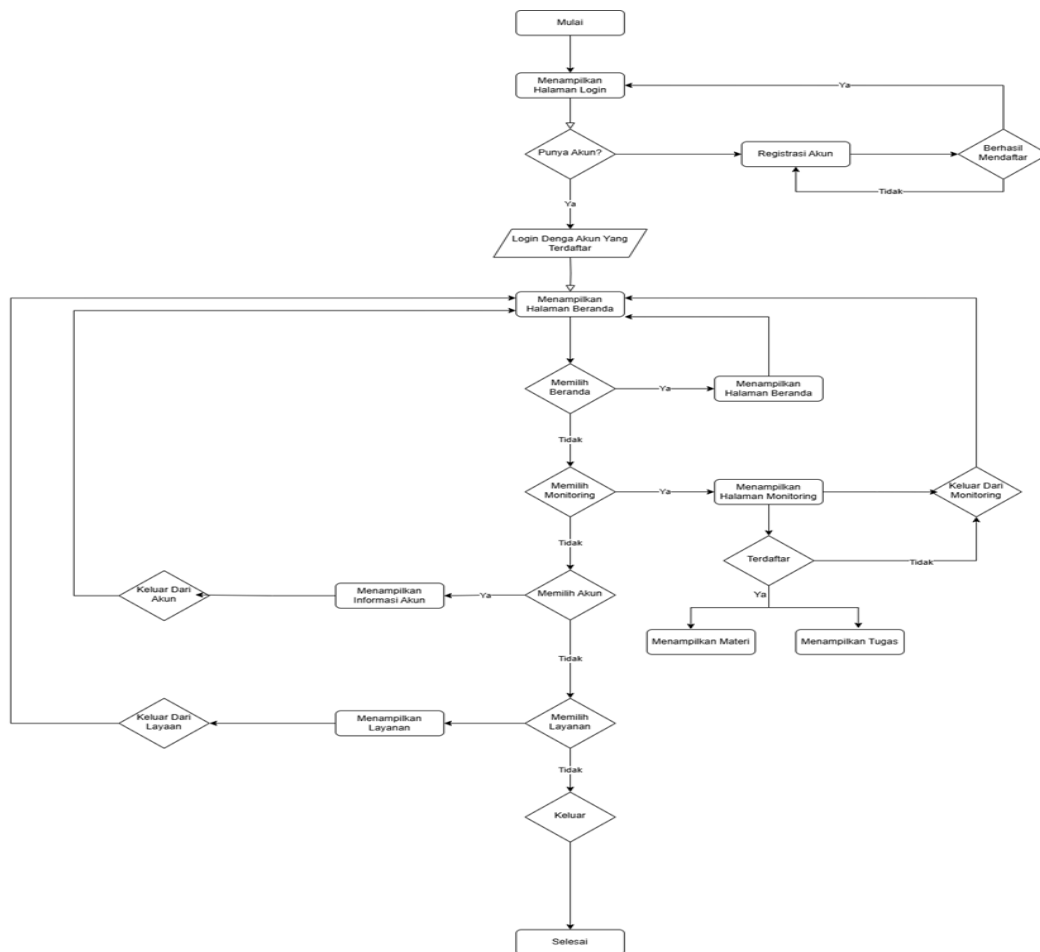 Mulai
Menampilkan
Halaman Login
Ya
Punya Akun?
Registrasi Akun
Berhasil
Mendaftar
Tidak
Ya
Login Denga Akun Yang
Terdaftar
Menampilkan
Halaman Beranda
Memilih
Beranda
Ya
Menampilkan
Halaman Beranda
Tidak
Memilih
Monitoring
Ya
Menampilkan
Halaman Monitoring
Keluar Dari
Monitoring
Tidak
Terdaftar
Tidak
Ya
Keluar Dari
Akun
Menampilkan
Informasi Akun
Ya
Memilih Akun
Menampilkan Materi
Menampilkan Tugas
Tidak
Keluar Dari
Layaan
Menampilkan
Layanan
Memilih
Layanan
Tidak
Keluar
Selesai